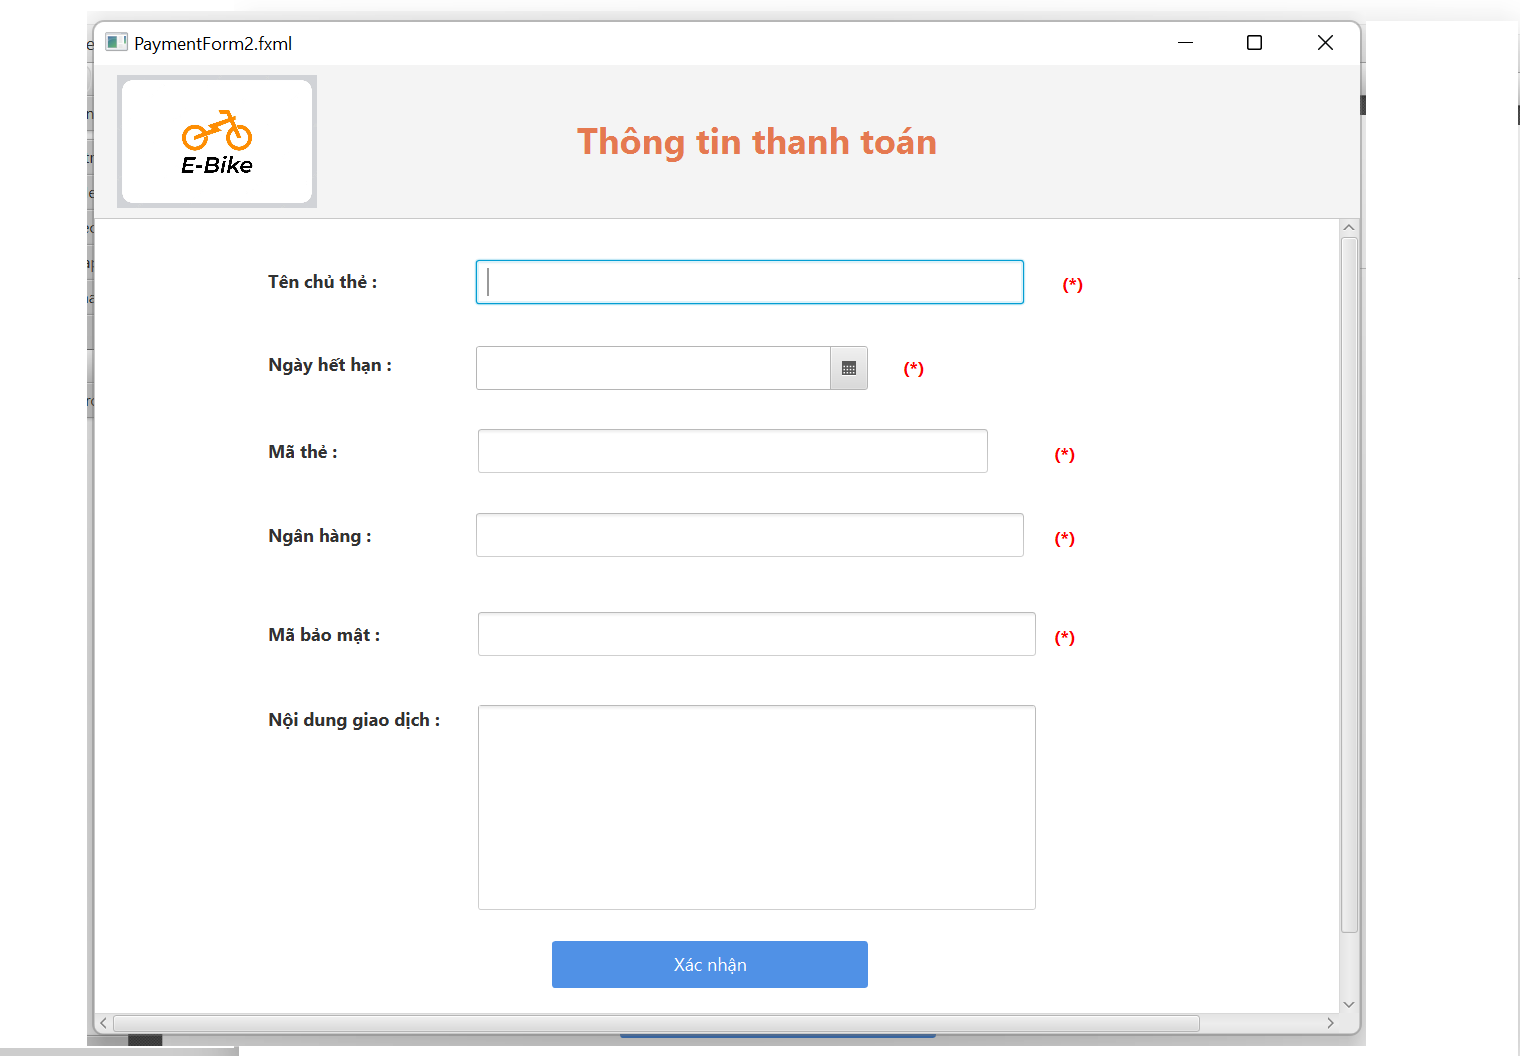 PaymentForm2.fxml
E-Bike
Thông tin thanh toán
Tên chủ thẻ :
(*)
Ngày hết hạn :
(*)
Mã thẻ :
(*)
Ngân hàng :
(*)
Mã bảo mật :
(*)
Nội dung giao dịch :
Xác nhận